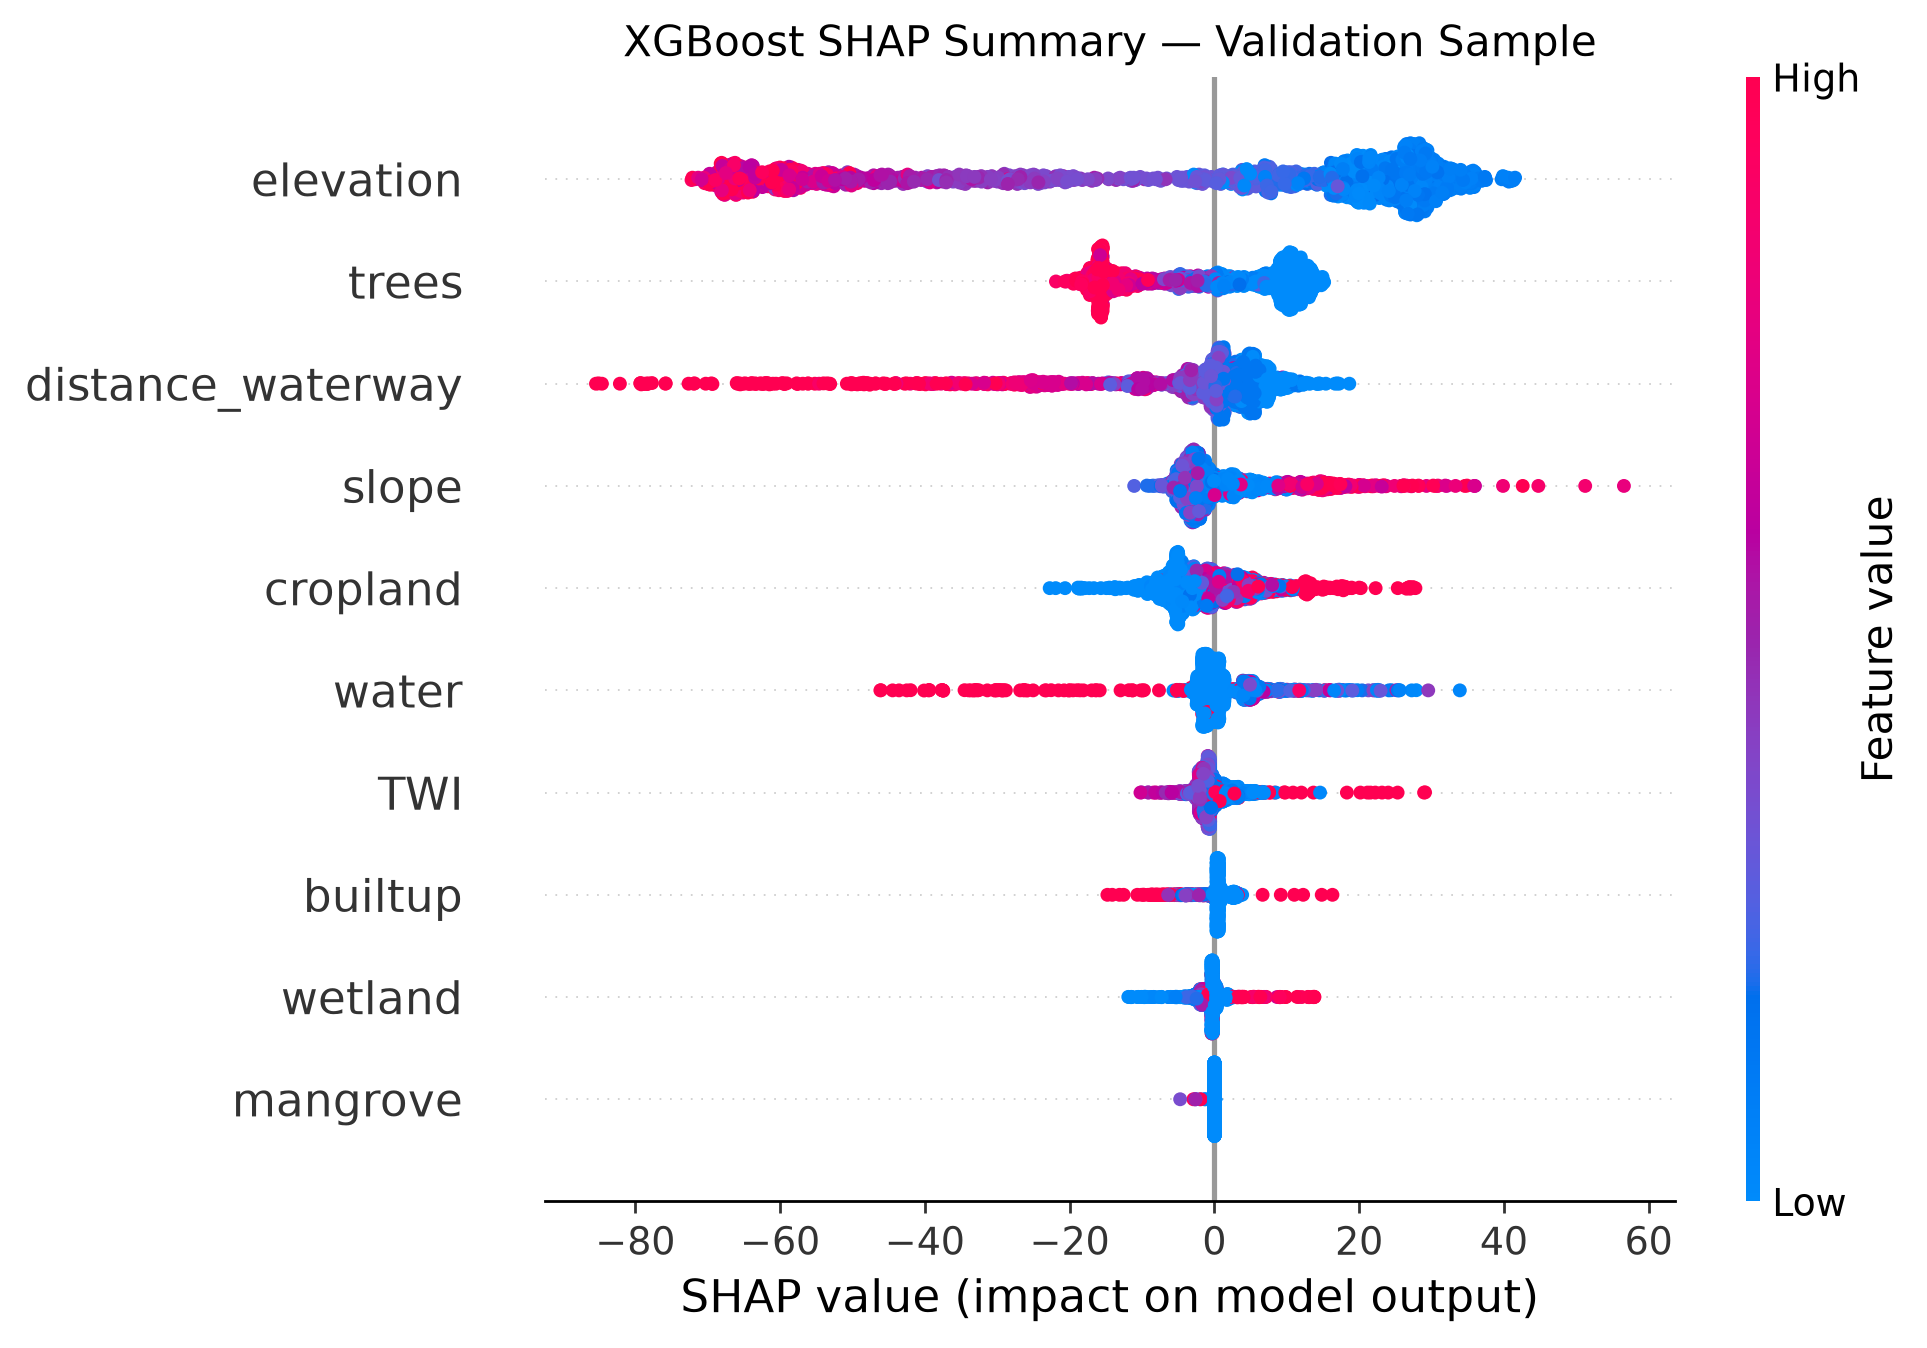 XGBoost SHAP Summary — Validation Sample
High
elevation
trees
distance_waterway
slope
cropland
water
TWI
builtup
wetland
mangrove
Feature value
Low
−80 −60 −40 −20 0 20 40 60
SHAP value (impact on model output)